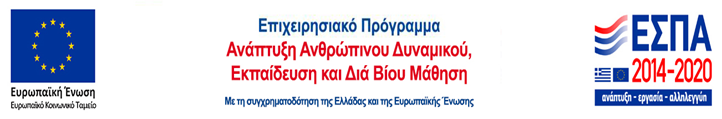 Ευρωπαϊκή Ένωση
Ευρωπαϊκό Κοινωνικό Ταμείο
Επιχειρησιακό Πρόγραμμα
Ανάπτυξη Ανθρώπινου Δυναμικού,
Εκπαίδευση και Διά Βίου Μάθηση
Με τη συγχρηματοδότηση της Ελλάδας και της Ευρωπαϊκής Ένωσης
ΕΣΠΑ
2014-2020
ανάπτυξη - εργασία - αλληλεγγύη